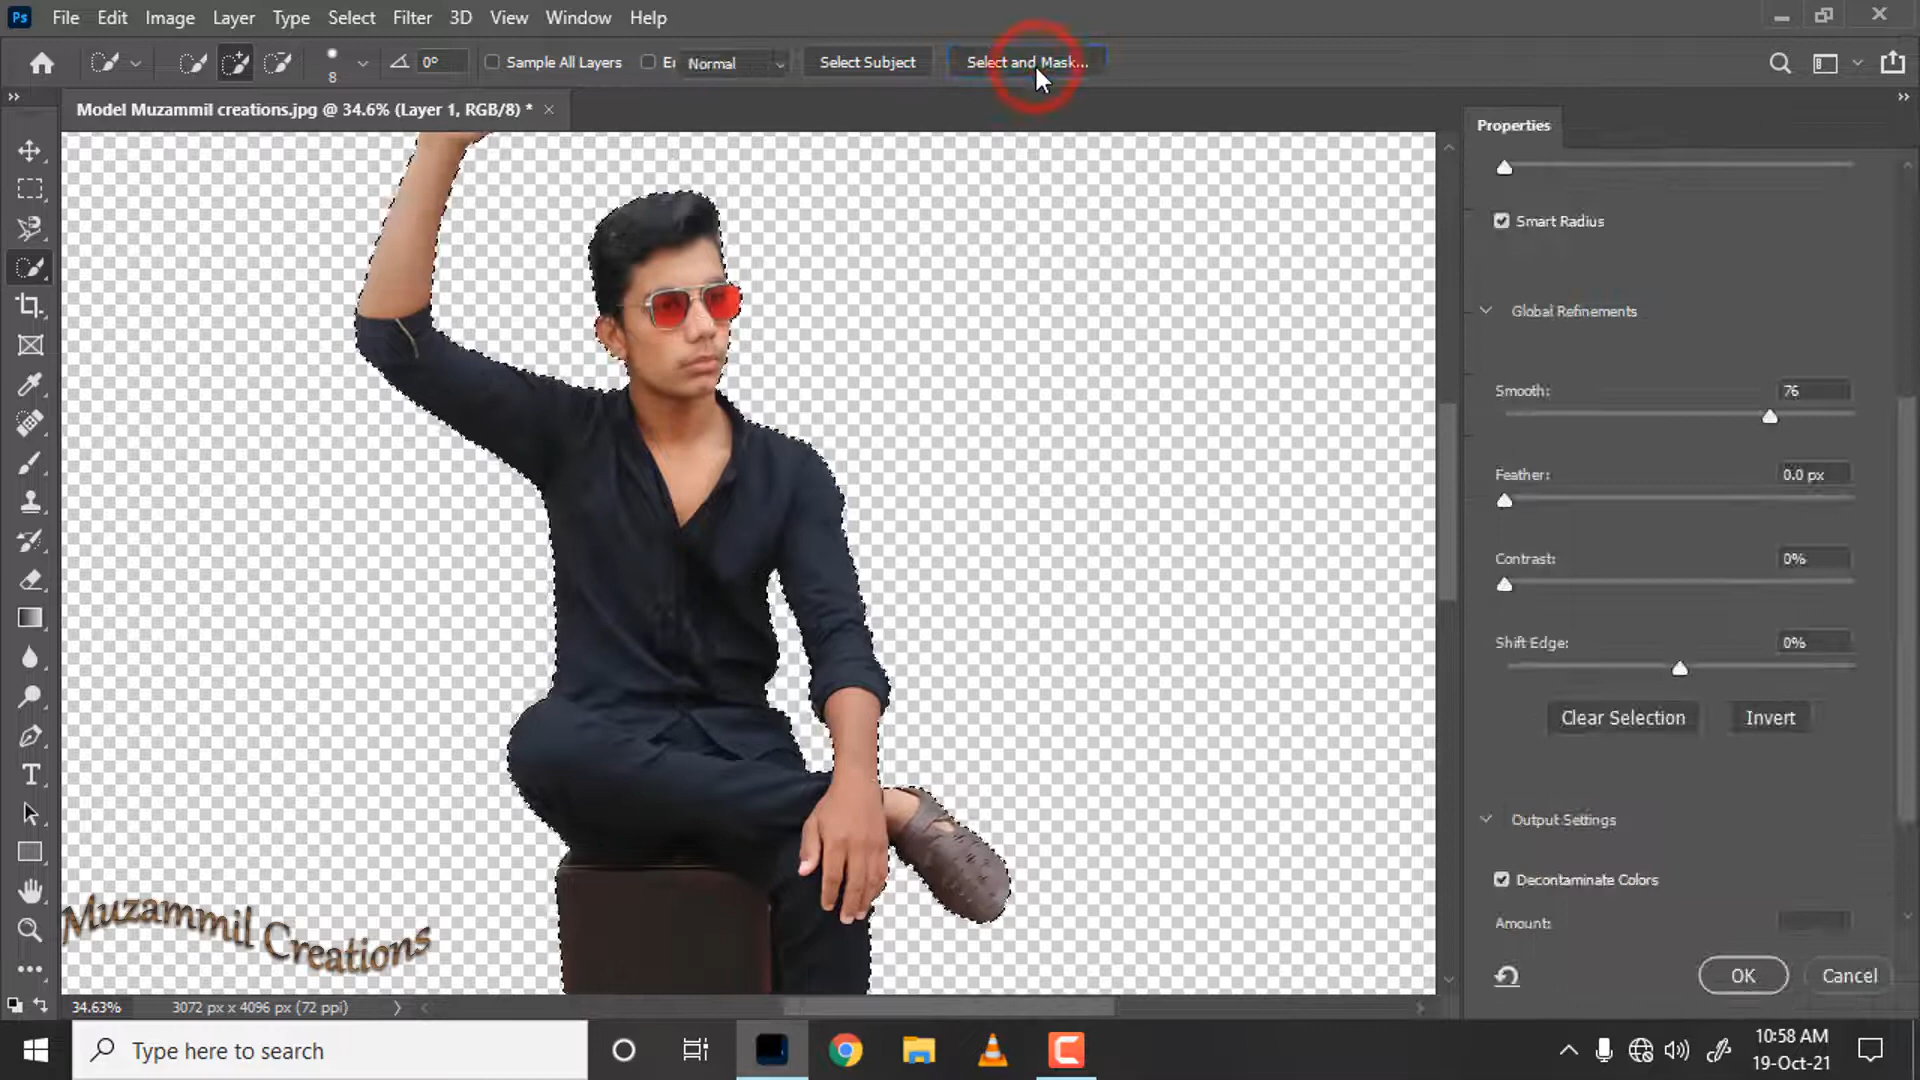 Ps File Edit Image Layer Type Select Filter 3D View Window Help
8 0° Sample All Layers Normal Select Subject Select and Mask...
Model Muzammil creations.jpg @ 34.6% (Layer 1, RGB/8) * ×
Properties
Smart Radius
Global Refinements
Smooth: 76
Feather: 0.0 px
Contrast: 0%
Shift Edge: 0%
Clear Selection Invert
Output Settings
Decontaminate Colors
Amount:
OK Cancel
Muzammil Creations
34.63% 3072 px x 4096 px (72 ppi)
Type here to search
10:58 AM
19-Oct-21